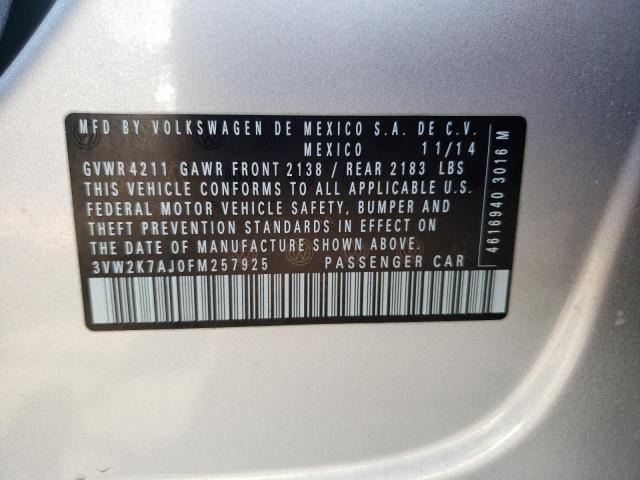 MFD BY VOLKSWAGEN DE MEXICO S.A. DE C.V.
MEXICO 11/14
GVWR 4211 GAWR FRONT 2138 / REAR 2183 LBS
THIS VEHICLE CONFORMS TO ALL APPLICABLE U.S.
FEDERAL MOTOR VEHICLE SAFETY, BUMPER AND
THEFT PREVENTION STANDARDS IN EFFECT ON
THE DATE OF MANUFACTURE SHOWN ABOVE.
3VW2K7AJ0FM257925 PASSENGER CAR
4616940 3016 M